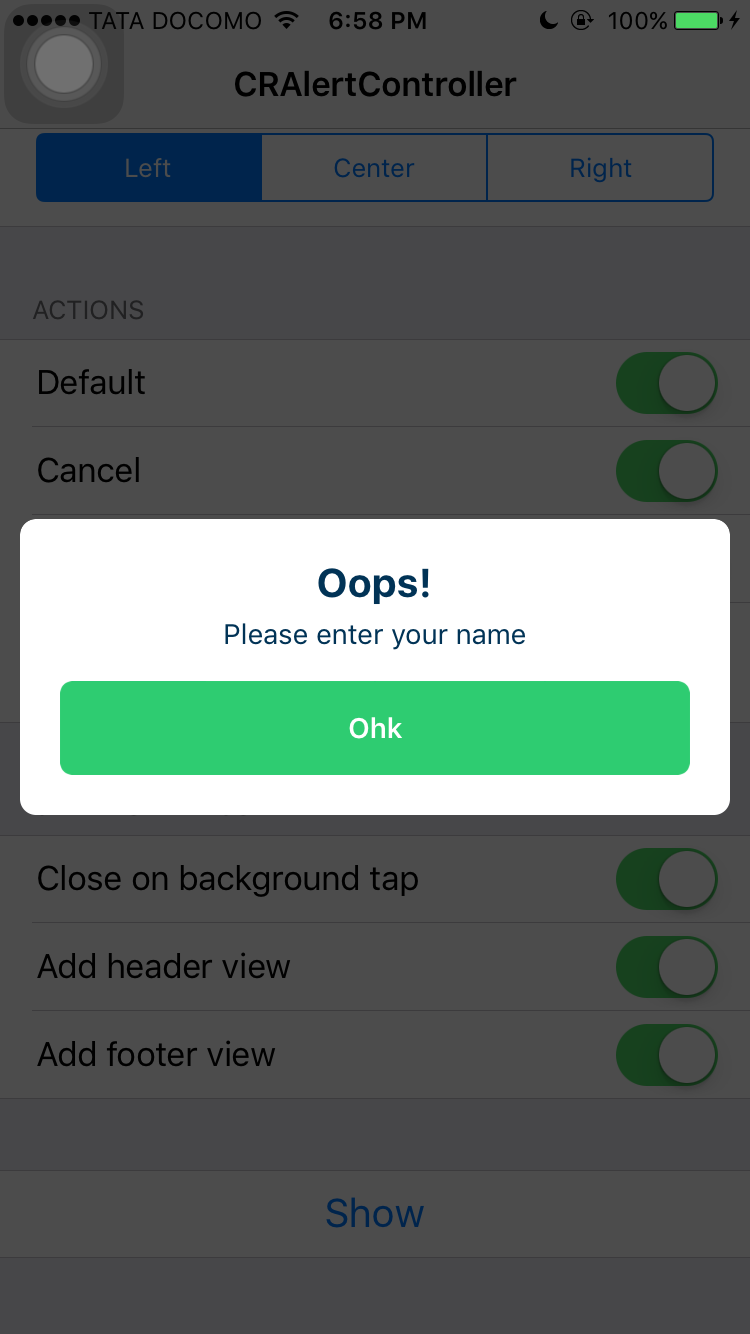 TATA DOCOMO 6:58 PM 100%
CRAlertController
Left Center Right
ACTIONS
Default
Cancel
Oops!
Please enter your name
Ohk
Close on background tap
Add header view
Add footer view
Show